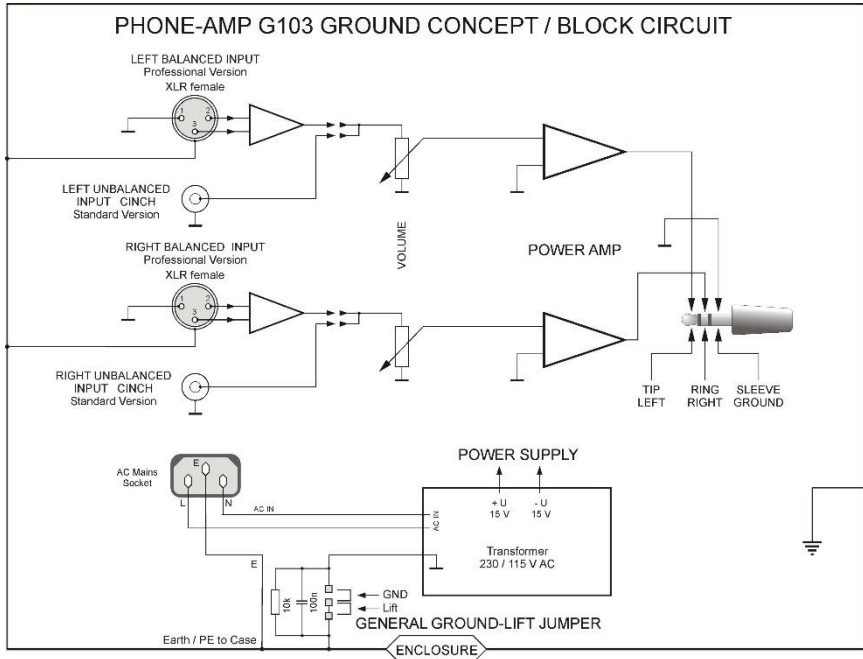 PHONE-AMP G103 GROUND CONCEPT / BLOCK CIRCUIT
LEFT BALANCED INPUT
Professional Version
XLR female
1
2
3
LEFT UNBALANCED
INPUT CINCH
Standard Version
RIGHT BALANCED INPUT
Professional Version
XLR female
1
2
3
RIGHT UNBALANCED
INPUT CINCH
Standard Version
VOLUME
POWER AMP
TIP
LEFT
RING
RIGHT
SLEEVE
GROUND
AC Mains
Socket
E
L
N
AC IN
AC IN
E
POWER SUPPLY
+ U
15 V
- U
15 V
Transformer
230 / 115 V AC
10k
100n
GND
Lift
GENERAL GROUND-LIFT JUMPER
Earth / PE to Case
ENCLOSURE